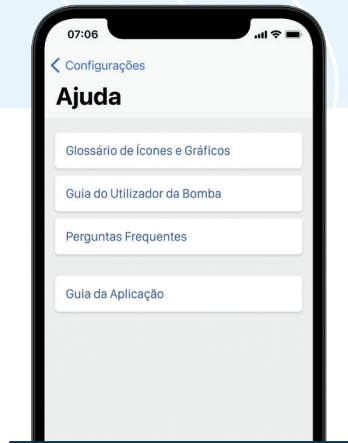 07:06
Configurações
Ajuda
Glossário de Ícones e Gráficos
Guia do Utilizador da Bomba
Perguntas Frequentes
Guia da Aplicação